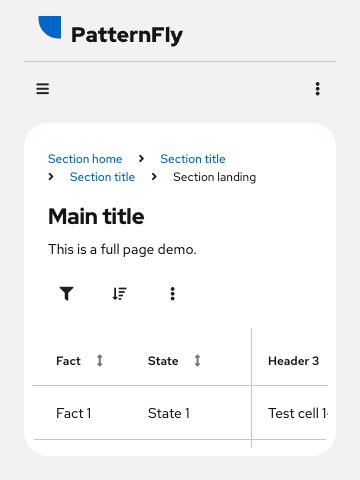 PatternFly
Section home Section title
Section title Section landing
Main title
This is a full page demo.
Fact State Header 3
Fact 1 State 1 Test cell 1-